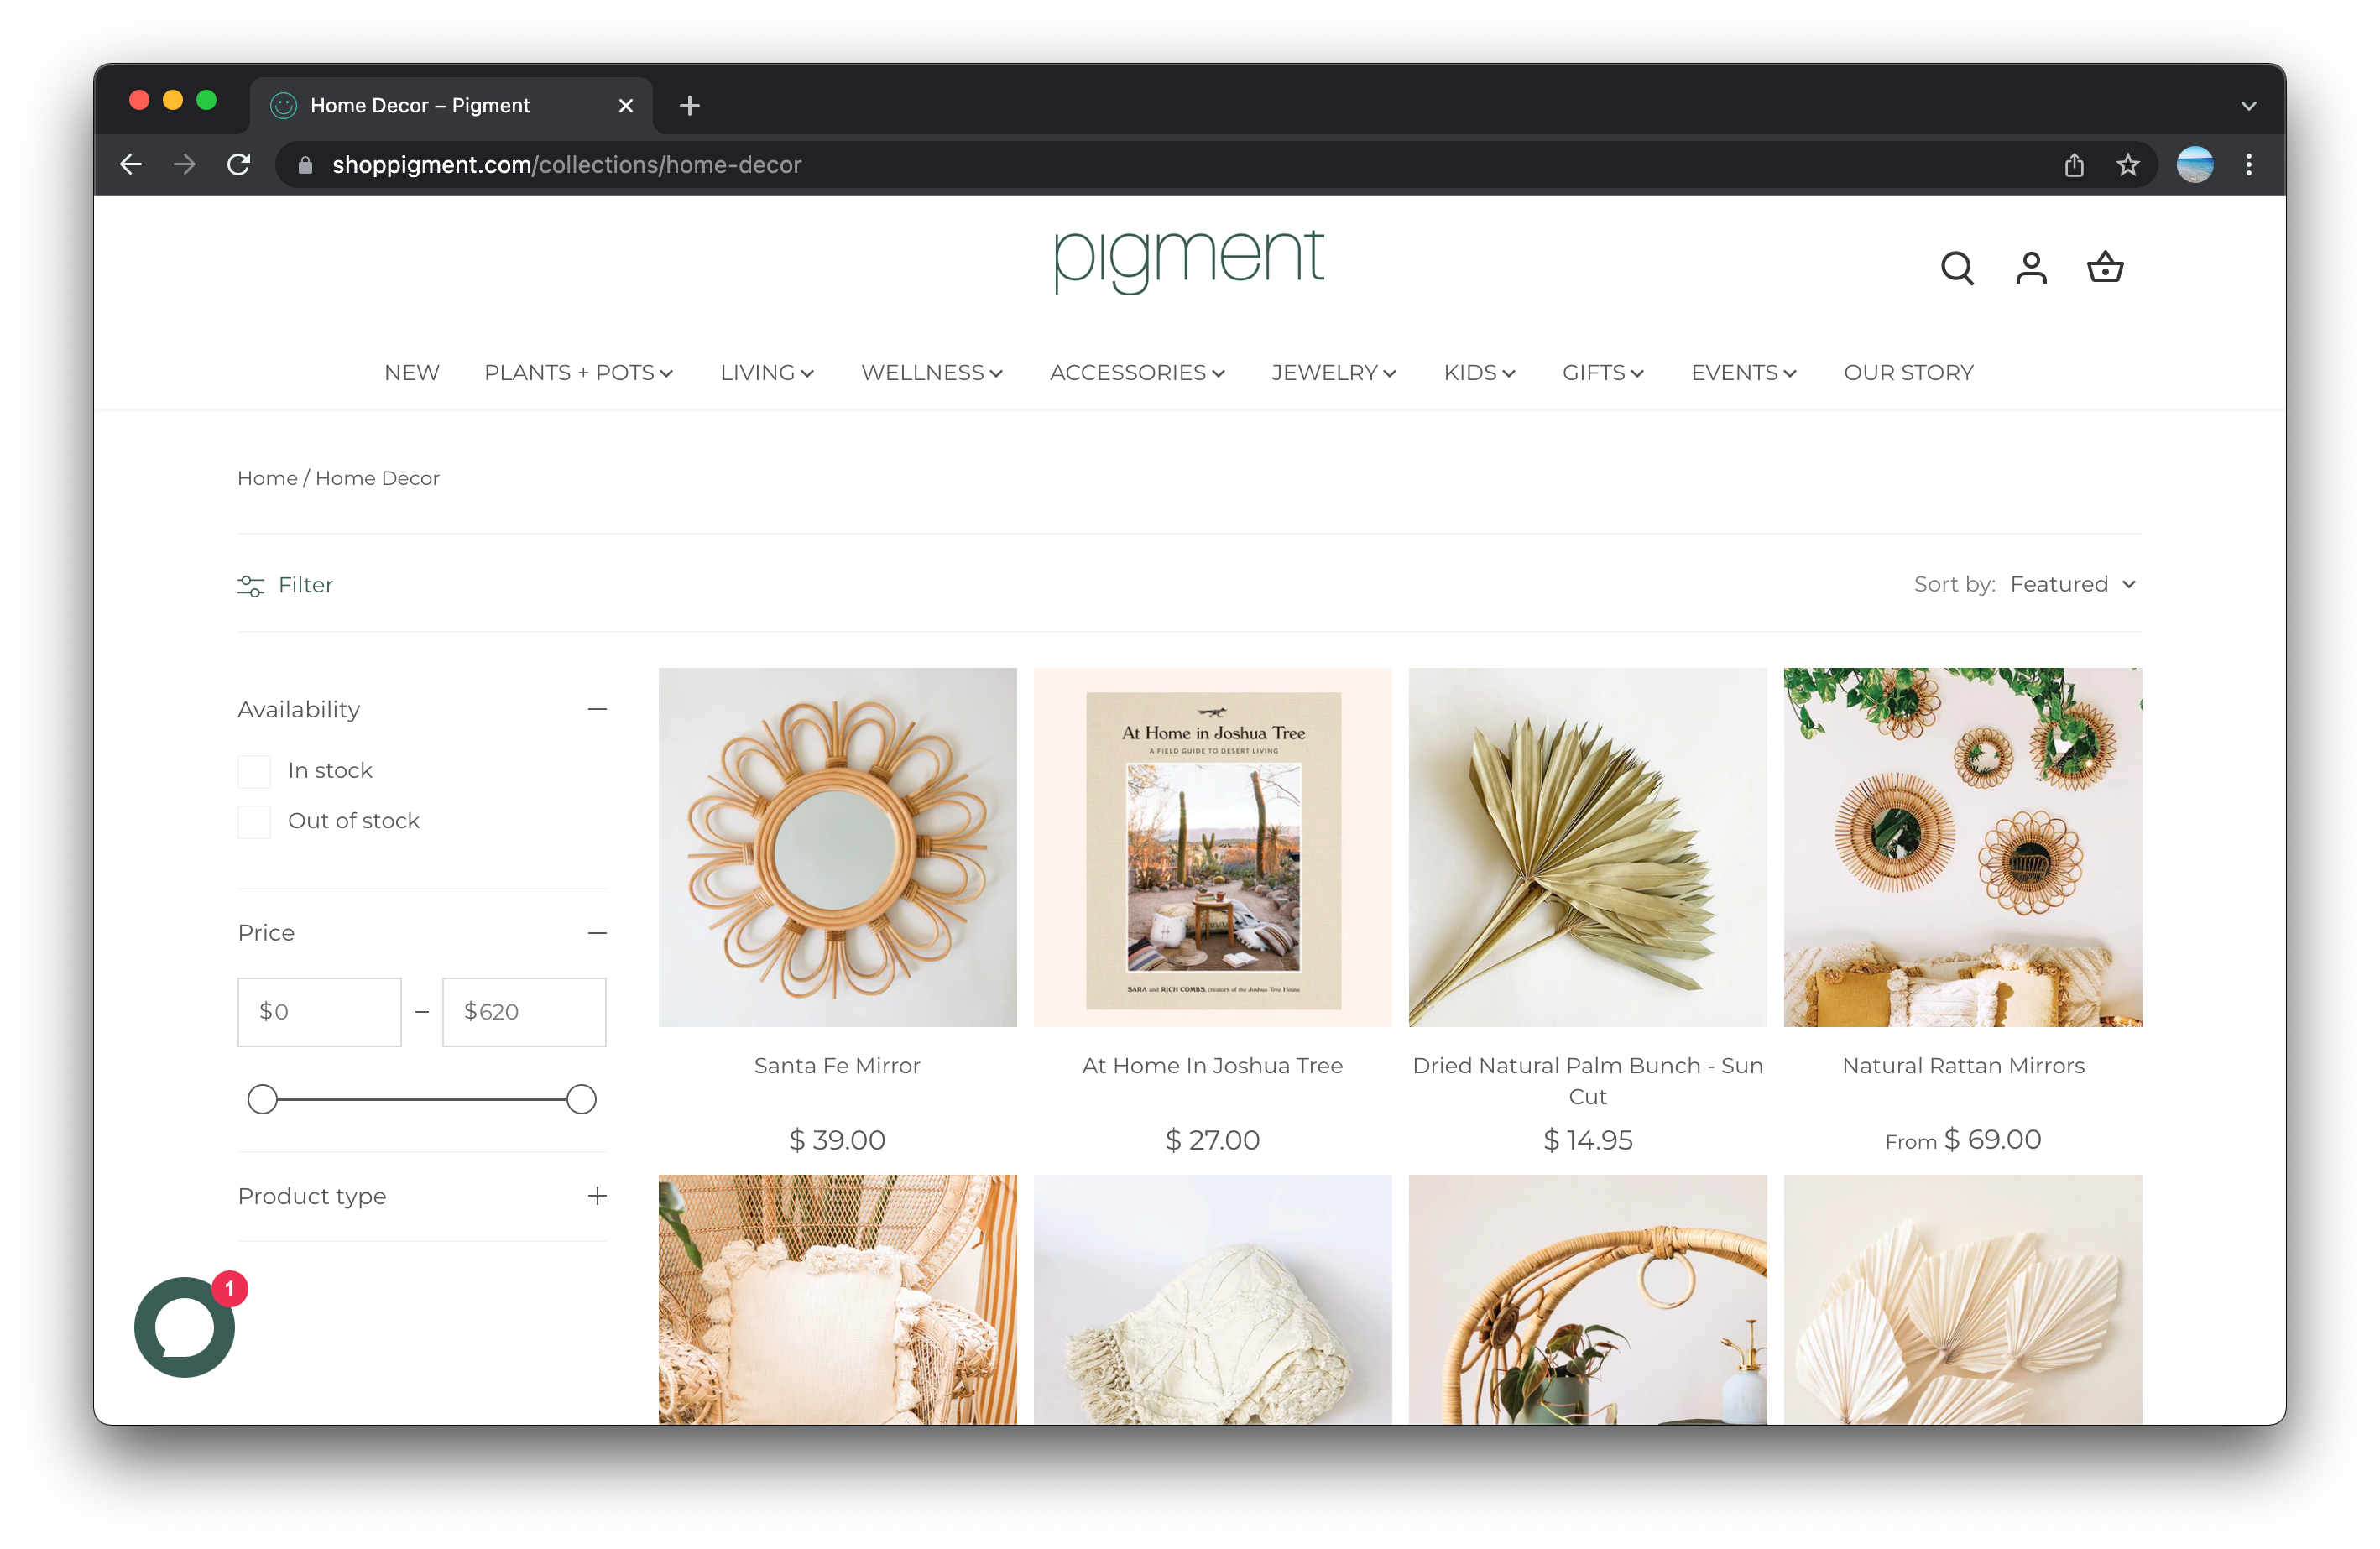 Home Decor – Pigment
shoppigment.com/collections/home-decor
pigment
NEW PLANTS + POTS LIVING WELLNESS ACCESSORIES JEWELRY KIDS GIFTS EVENTS OUR STORY
Home / Home Decor
Filter
Sort by: Featured
Availability
In stock
Out of stock
Price
$0 – $620
Product type
1
At Home in Joshua Tree
A FIELD GUIDE TO DESERT LIVING
SARA and RICH COMBS, creators of the Joshua Tree House
Santa Fe Mirror
$ 39.00
At Home In Joshua Tree
$ 27.00
Dried Natural Palm Bunch - Sun
Cut
$ 14.95
Natural Rattan Mirrors
From $ 69.00